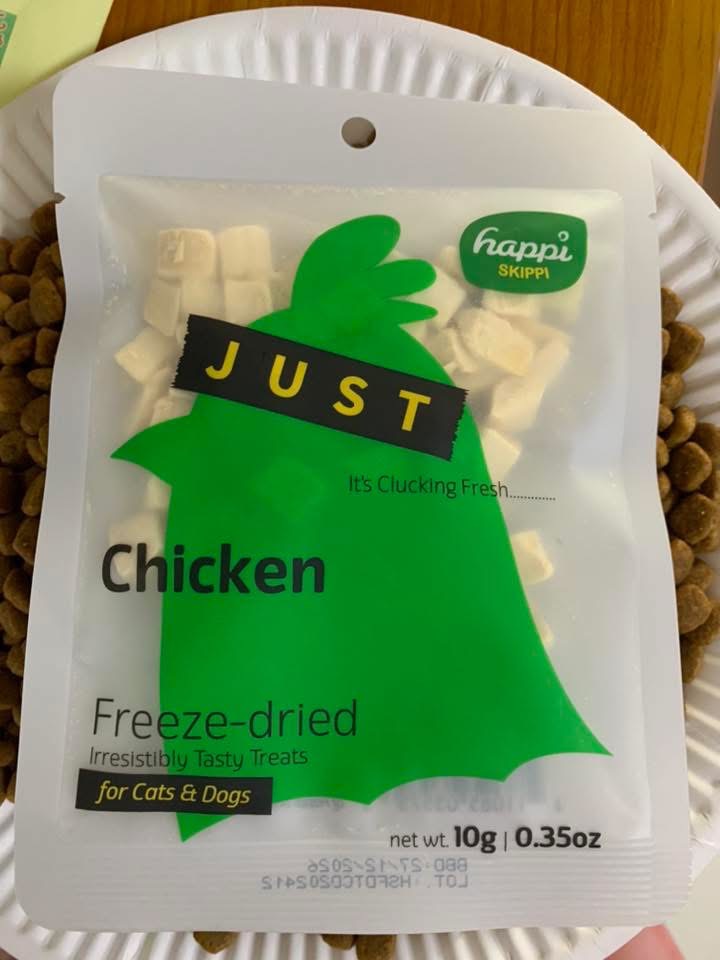 happi
SKIPPI
JUST
It's Clucking Fresh............
Chicken
Freeze-dried
Irresistibly Tasty Treats
for Cats & Dogs
net wt. 10g | 0.35oz
BBD: 27/12/2026
LOT. : HSFDTCD202412